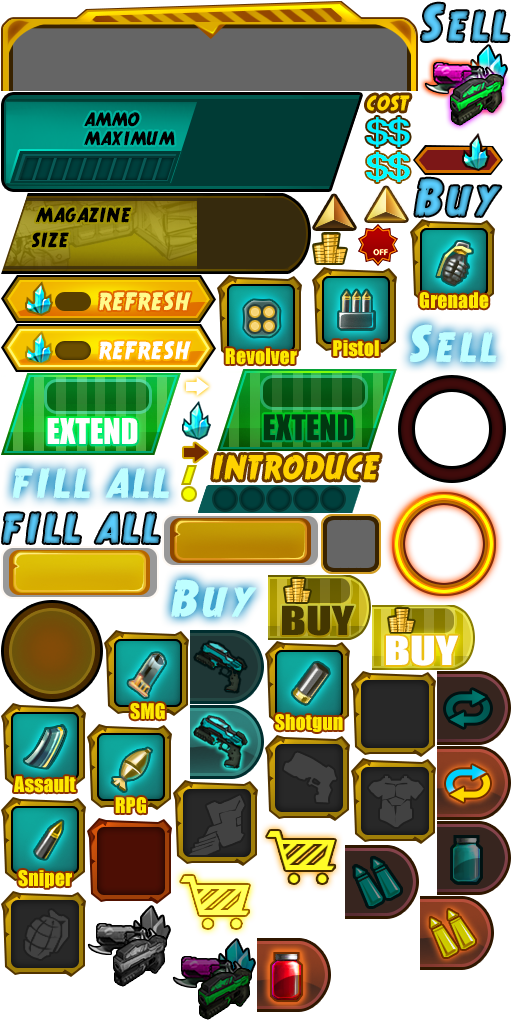 SELL
AMMO
MAXIMUM
COST
$$
$$
BUY
MAGAZINE
SIZE
OFF
Grenade
REFRESH
REFRESH
Revolver
Pistol
SELL
EXTEND
EXTEND
INTRODUCE
FILL ALL
!
FILL ALL
BUY
BUY
BUY
SMG
Shotgun
Assault
RPG
Sniper